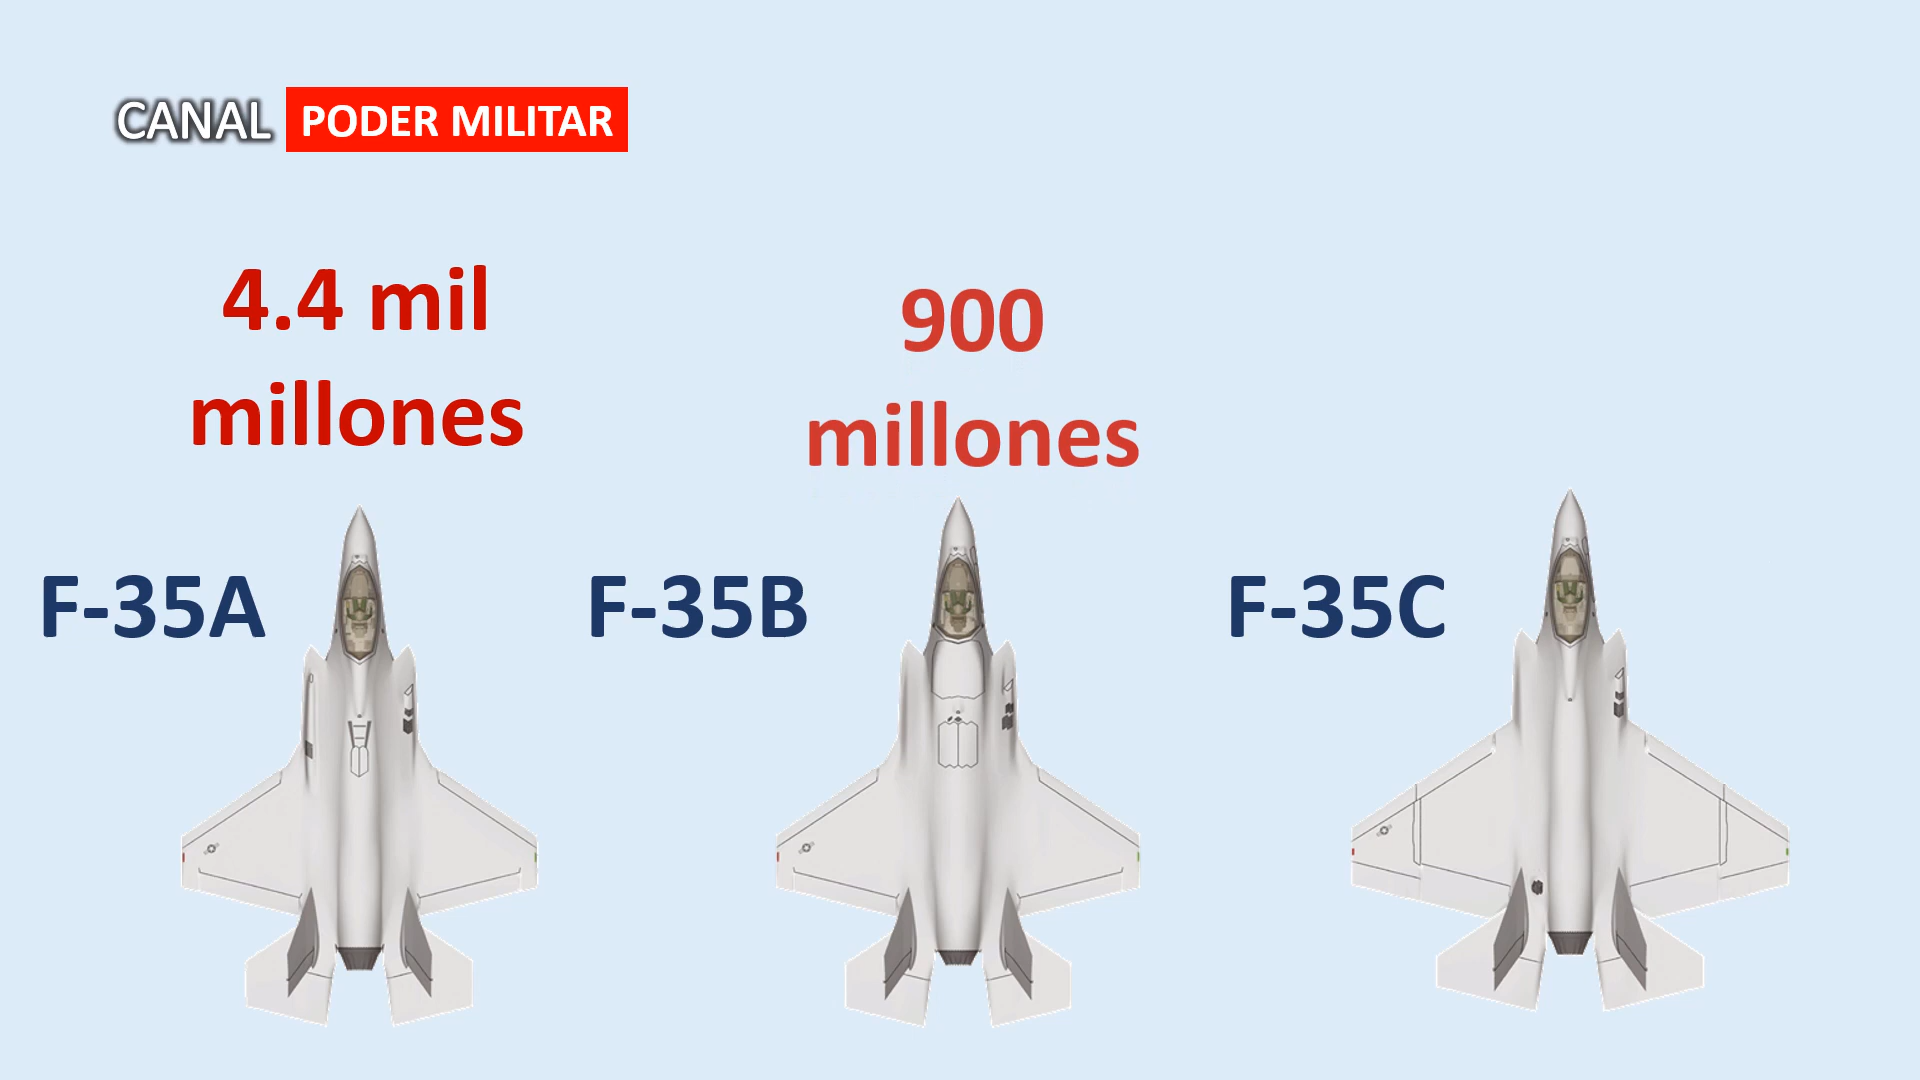 CANAL PODER MILITAR
4.4 mil
millones
900
millones
F-35A
F-35B
F-35C